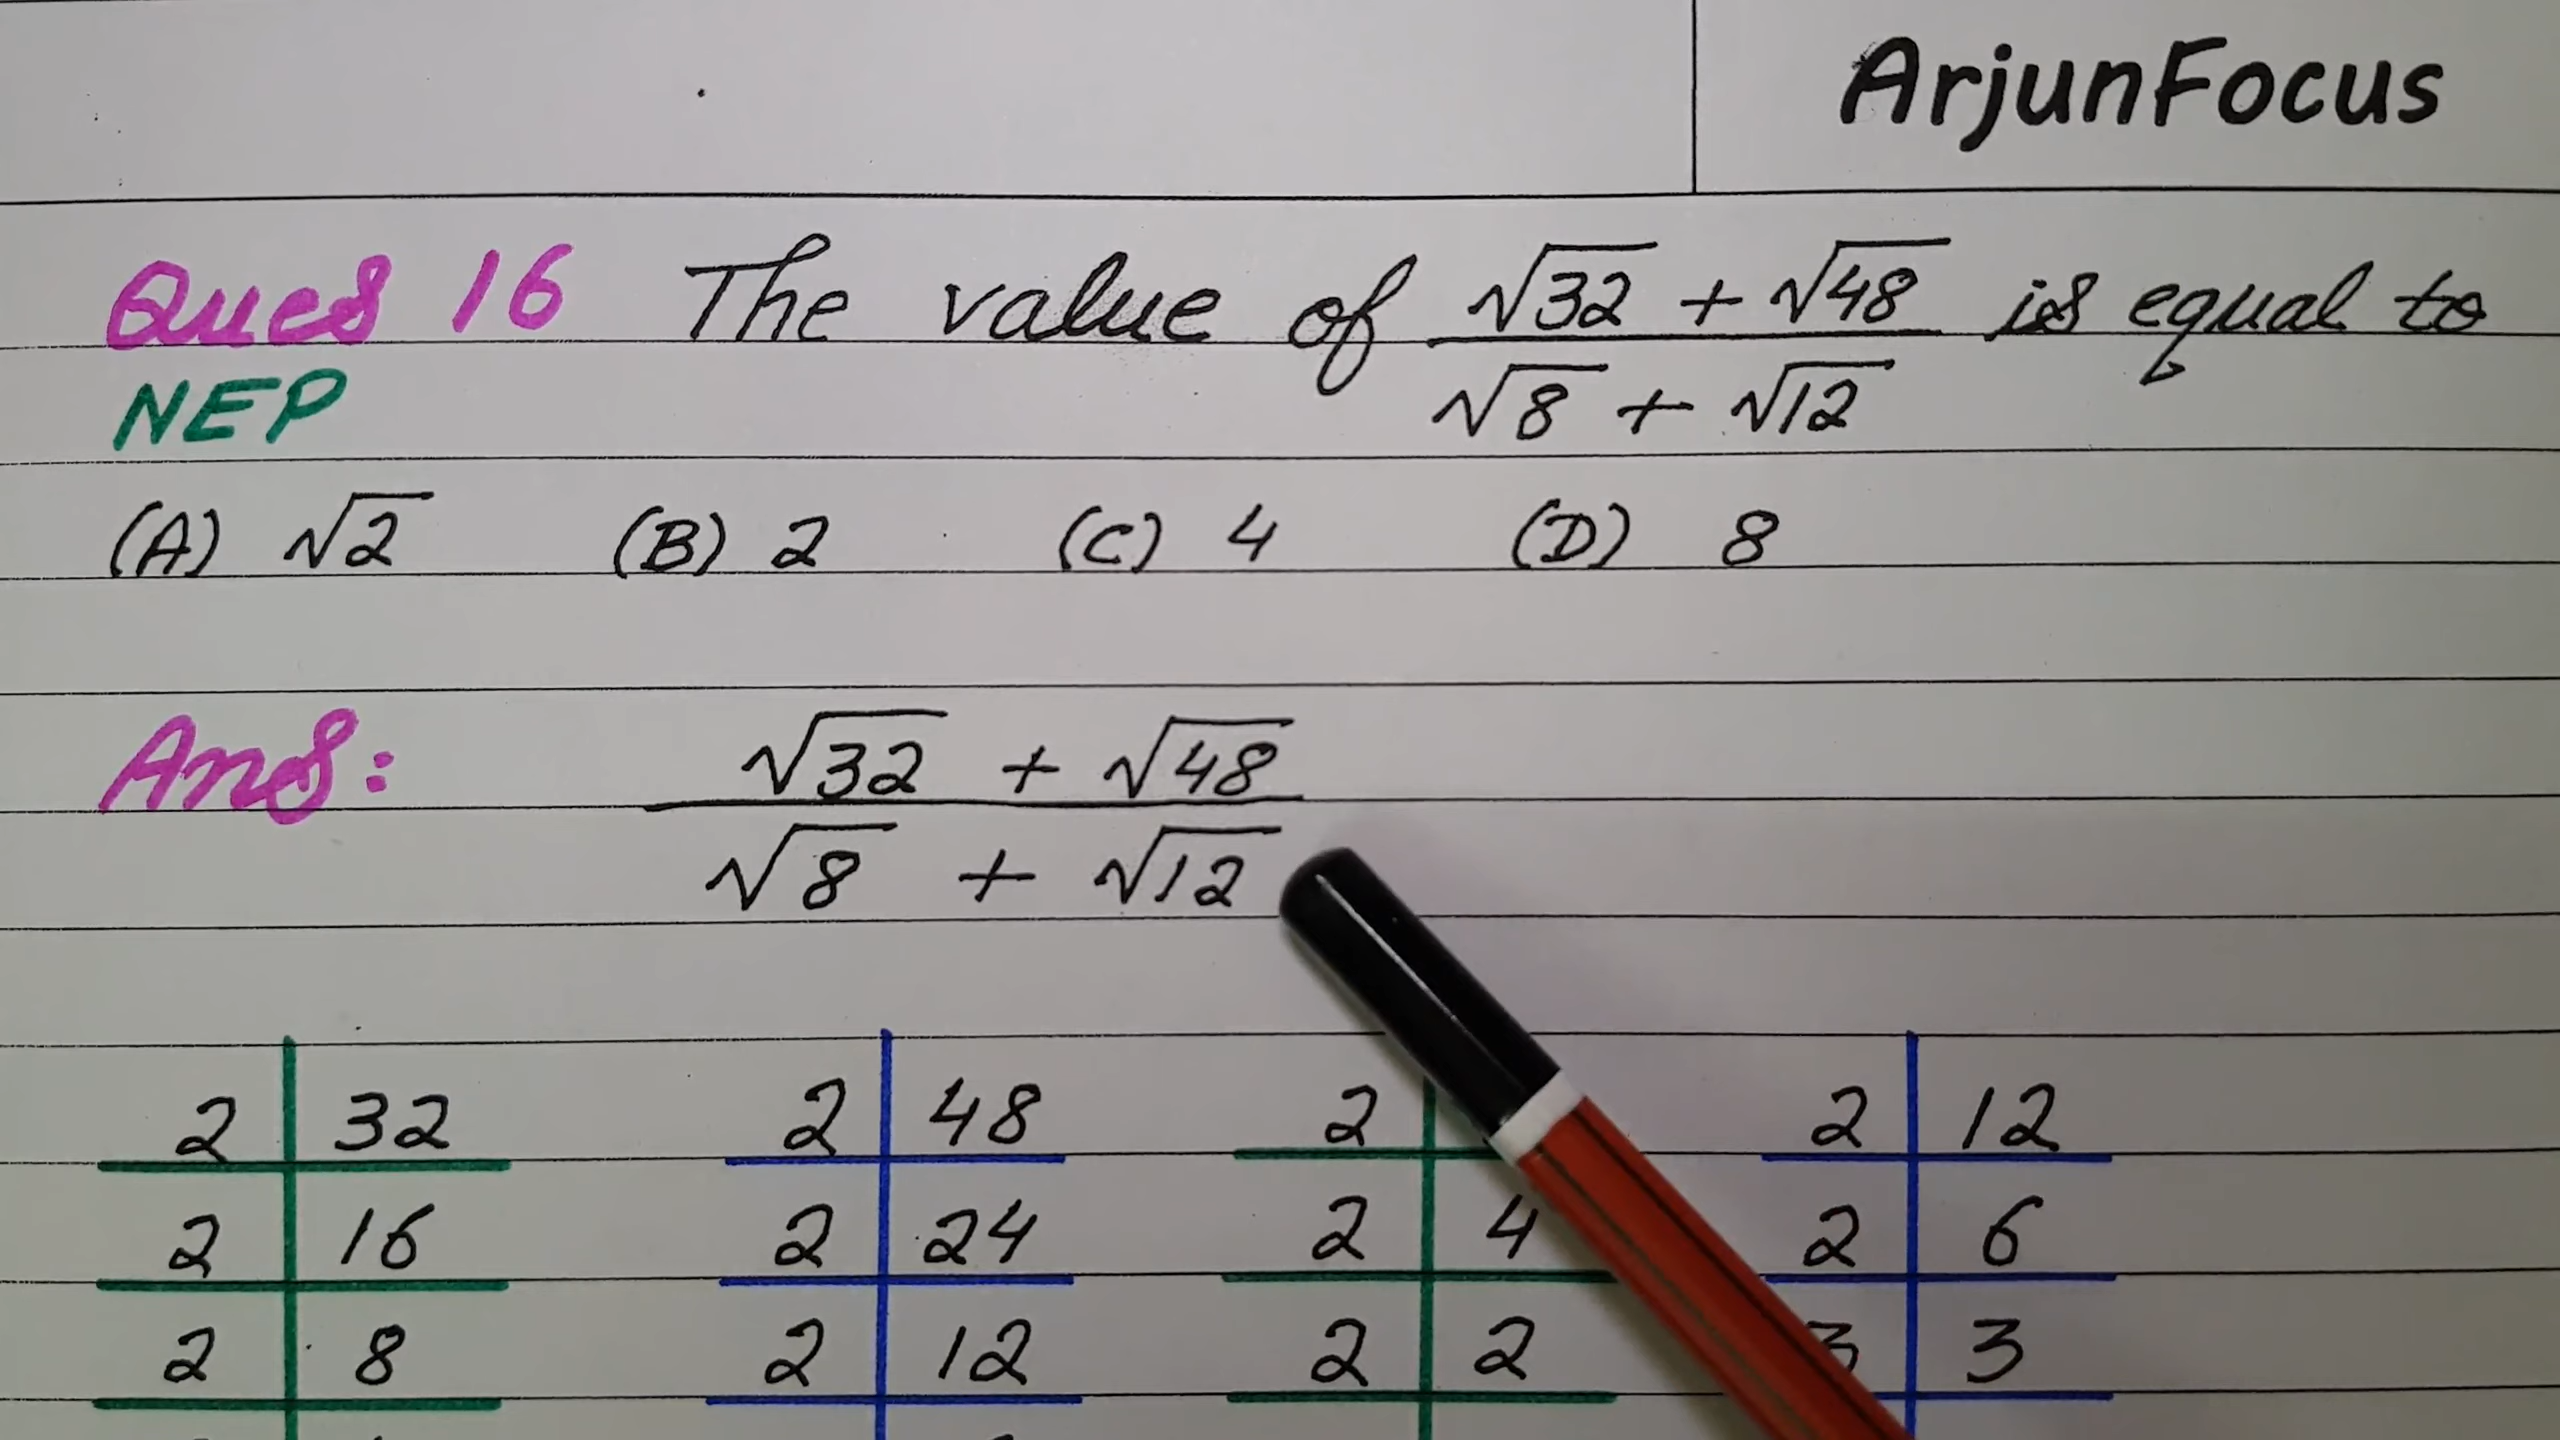 ArjunFocus
Ques 16 The value of (√32 + √48)/(√8 + √12) is equal to
NEP
(A) √2 (B) 2 (C) 4 (D) 8
Ans: (√32 + √48)/(√8 + √12)
2 | 32 2 | 48 2 | 2 | 12
2 | 16 2 | 24 2 | 4 2 | 6
2 | 8 2 | 12 2 | 2 3 | 3